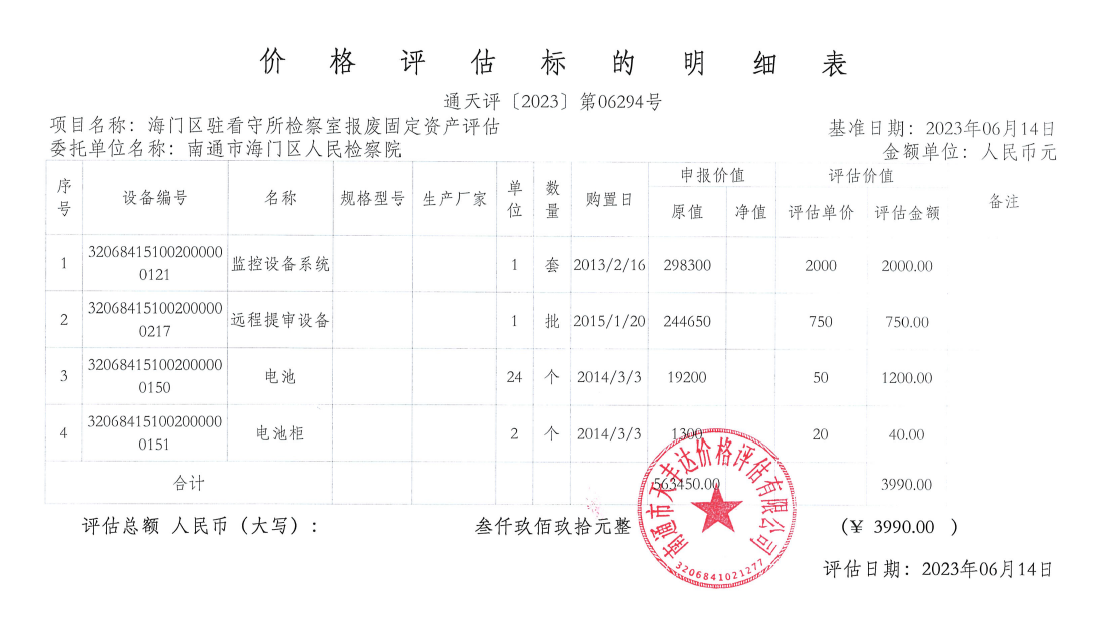 价格评估标的明细表
通天评〔2023〕第06294号
项目名称：海门区驻看守所检察室报废固定资产评估
基准日期：2023年06月14日
委托单位名称：南通市海门区人民检察院
金额单位：人民币元
序号 设备编号 名称 规格型号 生产厂家 单位 数量 购置日 申报价值 评估价值 备注
原值 净值 评估单价 评估金额
1 32068415100200000 0121 监控设备系统 1 套 2013/2/16 298300 2000 2000.00
2 32068415100200000 0217 远程提审设备 1 批 2015/1/20 244650 750 750.00
3 32068415100200000 0150 电池 24 个 2014/3/3 19200 50 1200.00
4 32068415100200000 0151 电池柜 2 个 2014/3/3 1300 20 40.00
合计 563450.00 3990.00
评估总额 人民币（大写）： 叁仟玖佰玖拾元整 （¥ 3990.00 ）
评估日期：2023年06月14日
南通市天丰达价格评估有限公司
3206841021277